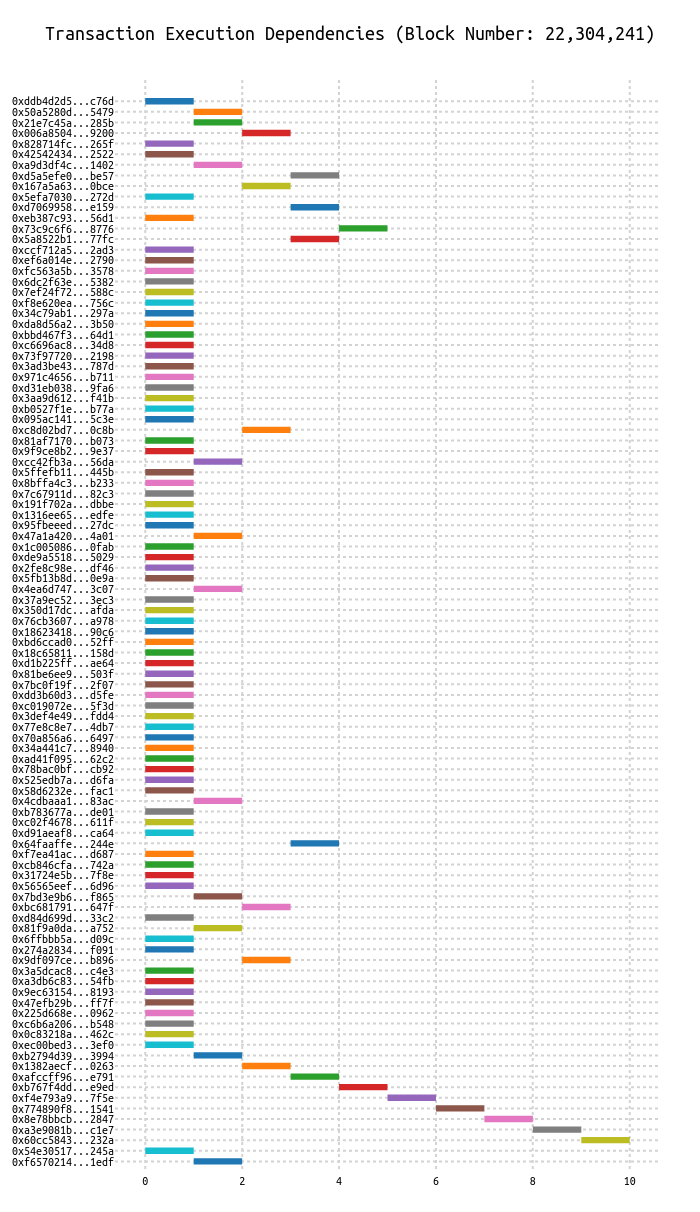 Transaction Execution Dependencies (Block Number: 22,304,241)
0xddb4d2d5...c76d
0x50a5280d...5479
0x21e7c45a...285b
0x006a8504...9200
0x828714fc...265f
0x42542434...2522
0xa9d3df4c...1402
0xd5a5efe0...be57
0x167a5a63...0bce
0x5efa7030...272d
0xd7069958...e159
0xeb387c93...56d1
0x73c9c6f6...8776
0x5a8522b1...77fc
0xccf712a5...2ad3
0xef6a014e...2790
0xfc563a5b...3578
0x6dc2f63e...5382
0x7ef24f72...588c
0xf8e620ea...756c
0x34c79ab1...297a
0xda8d56a2...3b50
0xbbd467f3...64d1
0xc6696ac8...34d8
0x73f97720...2198
0x3ad3be43...787d
0x971c4656...b711
0xd31eb038...9fa6
0x3aa9d612...f41b
0xb0527f1e...b77a
0x095ac141...5c3e
0xc8d02bd7...0c8b
0x81af7170...b073
0x9f9ce8b2...9e37
0xcc42fb3a...56da
0x5ffefb11...445b
0x8bffa4c3...b233
0x7c67911d...82c3
0x191f702a...dbbe
0x1316ee65...edfe
0x95fbeeed...27dc
0x47a1a420...4a01
0x1c005086...0fab
0xde9a5518...5029
0x2fe8c98e...df46
0x5fb13b8d...0e9a
0x4ea6d747...3c07
0x37a9ec52...3ec3
0x350d17dc...afda
0x76cb3607...a978
0x18623418...90c6
0xbd6ccad0...52ff
0x18c65811...158d
0xd1b225ff...ae64
0x81be6ee9...503f
0x7bc0f19f...2f07
0xdd3b60d3...d5fe
0xc019072e...5f3d
0x3def4e49...fdd4
0x77e8c8e7...4db7
0x70a856a6...6497
0x34a441c7...8940
0xad41f095...62c2
0x78bac0bf...cb92
0x525edb7a...d6fa
0x58d6232e...fac1
0x4cdbaaa1...83ac
0xb783677a...de01
0xc02f4678...611f
0xd91aeaf8...ca64
0x64faaffe...244e
0xf7ea41ac...d687
0xcb846cfa...742a
0x31724e5b...7f8e
0x56565eef...6d96
0x7bd3e9b6...f865
0xbc681791...647f
0xd84d699d...33c2
0x81f9a0da...a752
0x6ffbbb5a...d09c
0x274a2834...f091
0x9df097ce...b896
0x3a5dcac8...c4e3
0xa3db6c83...54fb
0x9ec63154...8193
0x47efb29b...ff7f
0x225d668e...0962
0xc6b6a206...b548
0x0c83218a...462c
0xec00bed3...3ef0
0xb2794d39...3994
0x1382aecf...0263
0xafccff96...e791
0xb767f4dd...e9ed
0xf4e793a9...7f5e
0x774890f8...1541
0x8e78bbcb...2847
0xa3e9081b...c1e7
0x60cc5843...232a
0x54e30517...245a
0xf6570214...1edf
0 2 4 6 8 10